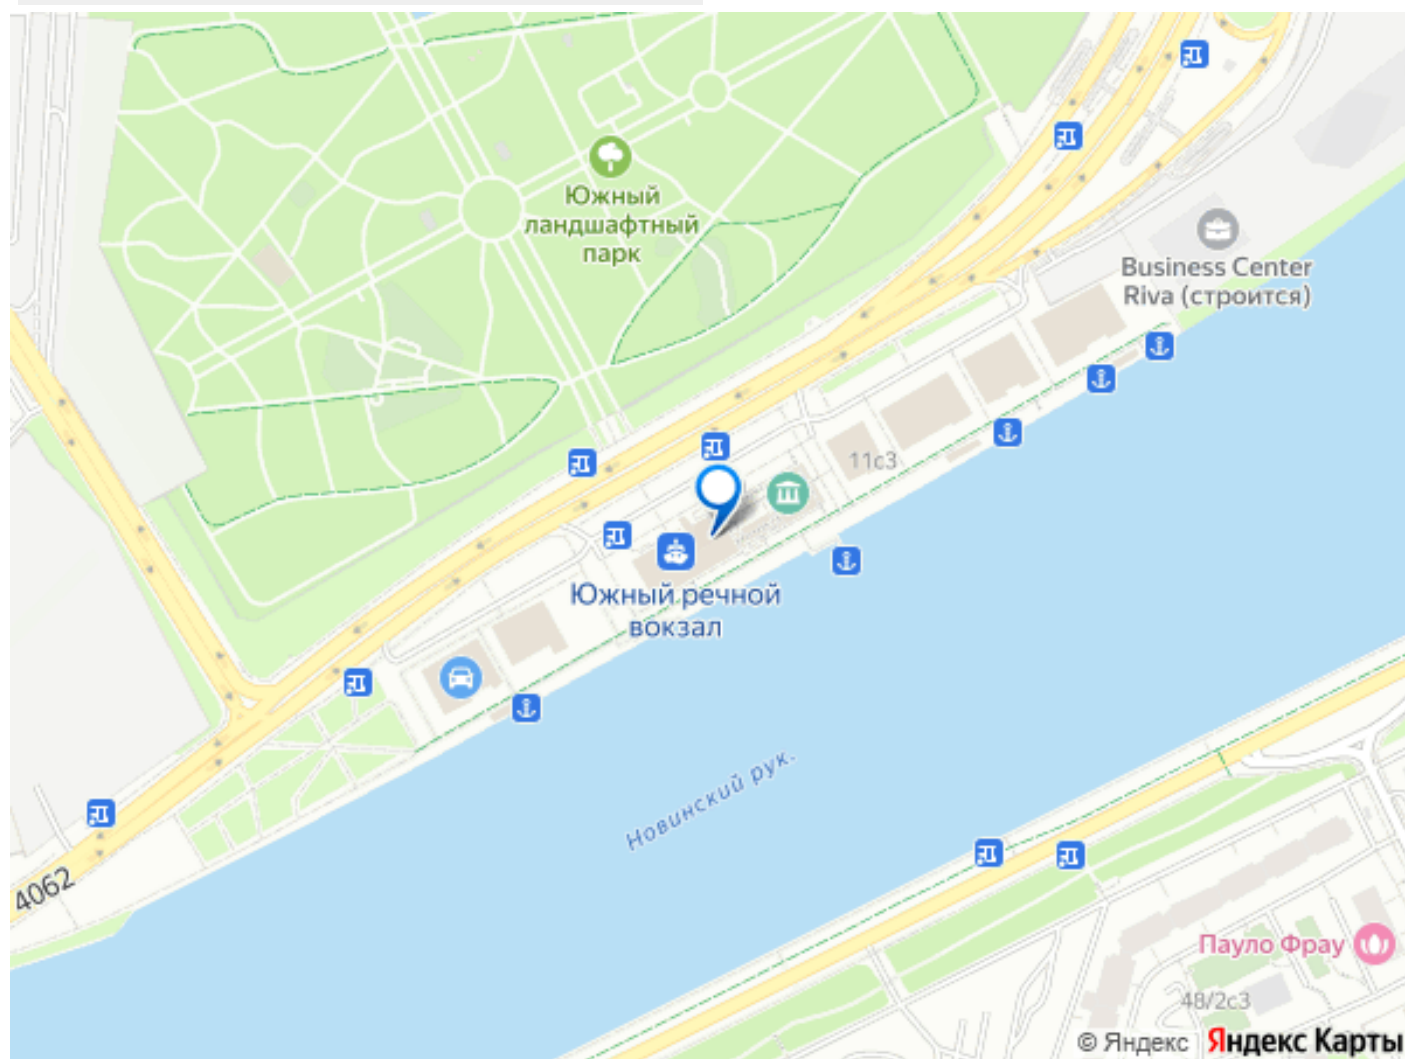 Южный
ландшафтный
парк
Business Center
Riva (строится)
11с3
Южный речной
вокзал
Новинский рук.
4062
Пауло Фрау
48/2с3
© Яндекс Яндекс Карты